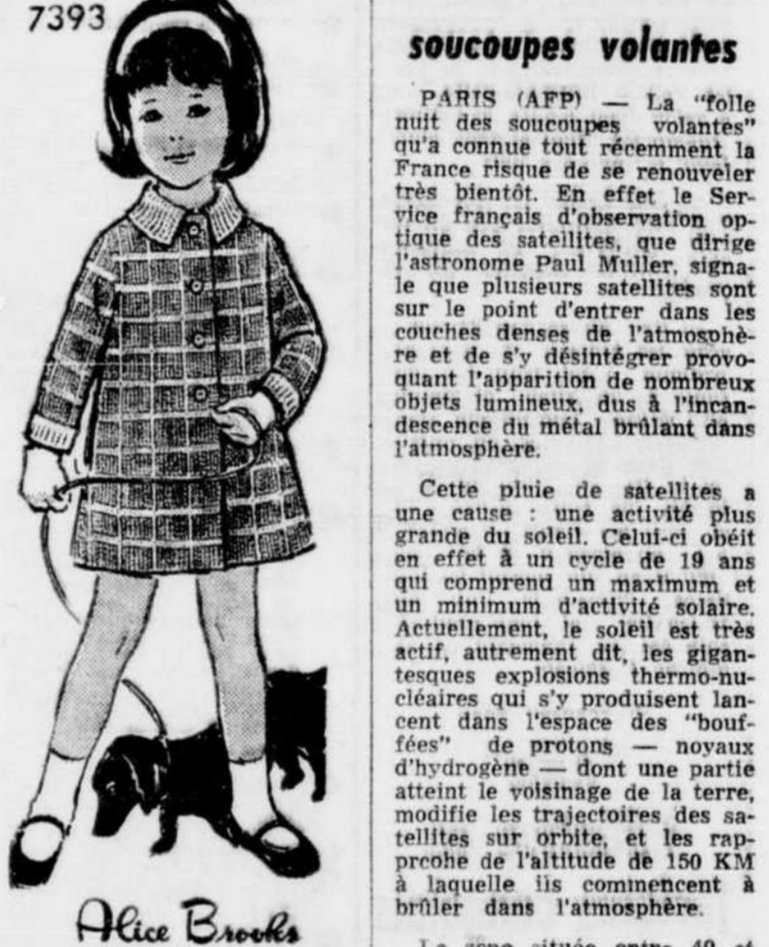 7393
Alice Brooks
soucoupes volantes
PARIS (AFP) — La "folle
nuit des soucoupes volantes"
qu'a connue tout récemment la
France risque de se renouveler
très bientôt. En effet le Ser-
vice français d'observation op-
tique des satellites, que dirige
l'astronome Paul Muller, signa-
le que plusieurs satellites sont
sur le point d'entrer dans les
couches denses de l'atmosphè-
re et de s'y désintégrer provo-
quant l'apparition de nombreux
objets lumineux, dus à l'incan-
descence du métal brûlant dans
l'atmosphère.
Cette pluie de satellites a
une cause : une activité plus
grande du soleil. Celui-ci obéit
en effet à un cycle de 19 ans
qui comprend un maximum et
un minimum d'activité solaire.
Actuellement, le soleil est très
actif, autrement dit, les gigan-
tesques explosions thermo-nu-
cléaires qui s'y produisent lan-
cent dans l'espace des "bouf-
fées" de protons — noyaux
d'hydrogène — dont une partie
atteint le voisinage de la terre,
modifie les trajectoires des sa-
tellites sur orbite, et les rap-
prcohe de l'altitude de 150 KM
à laquelle ils commencent à
brûler dans l'atmosphère.